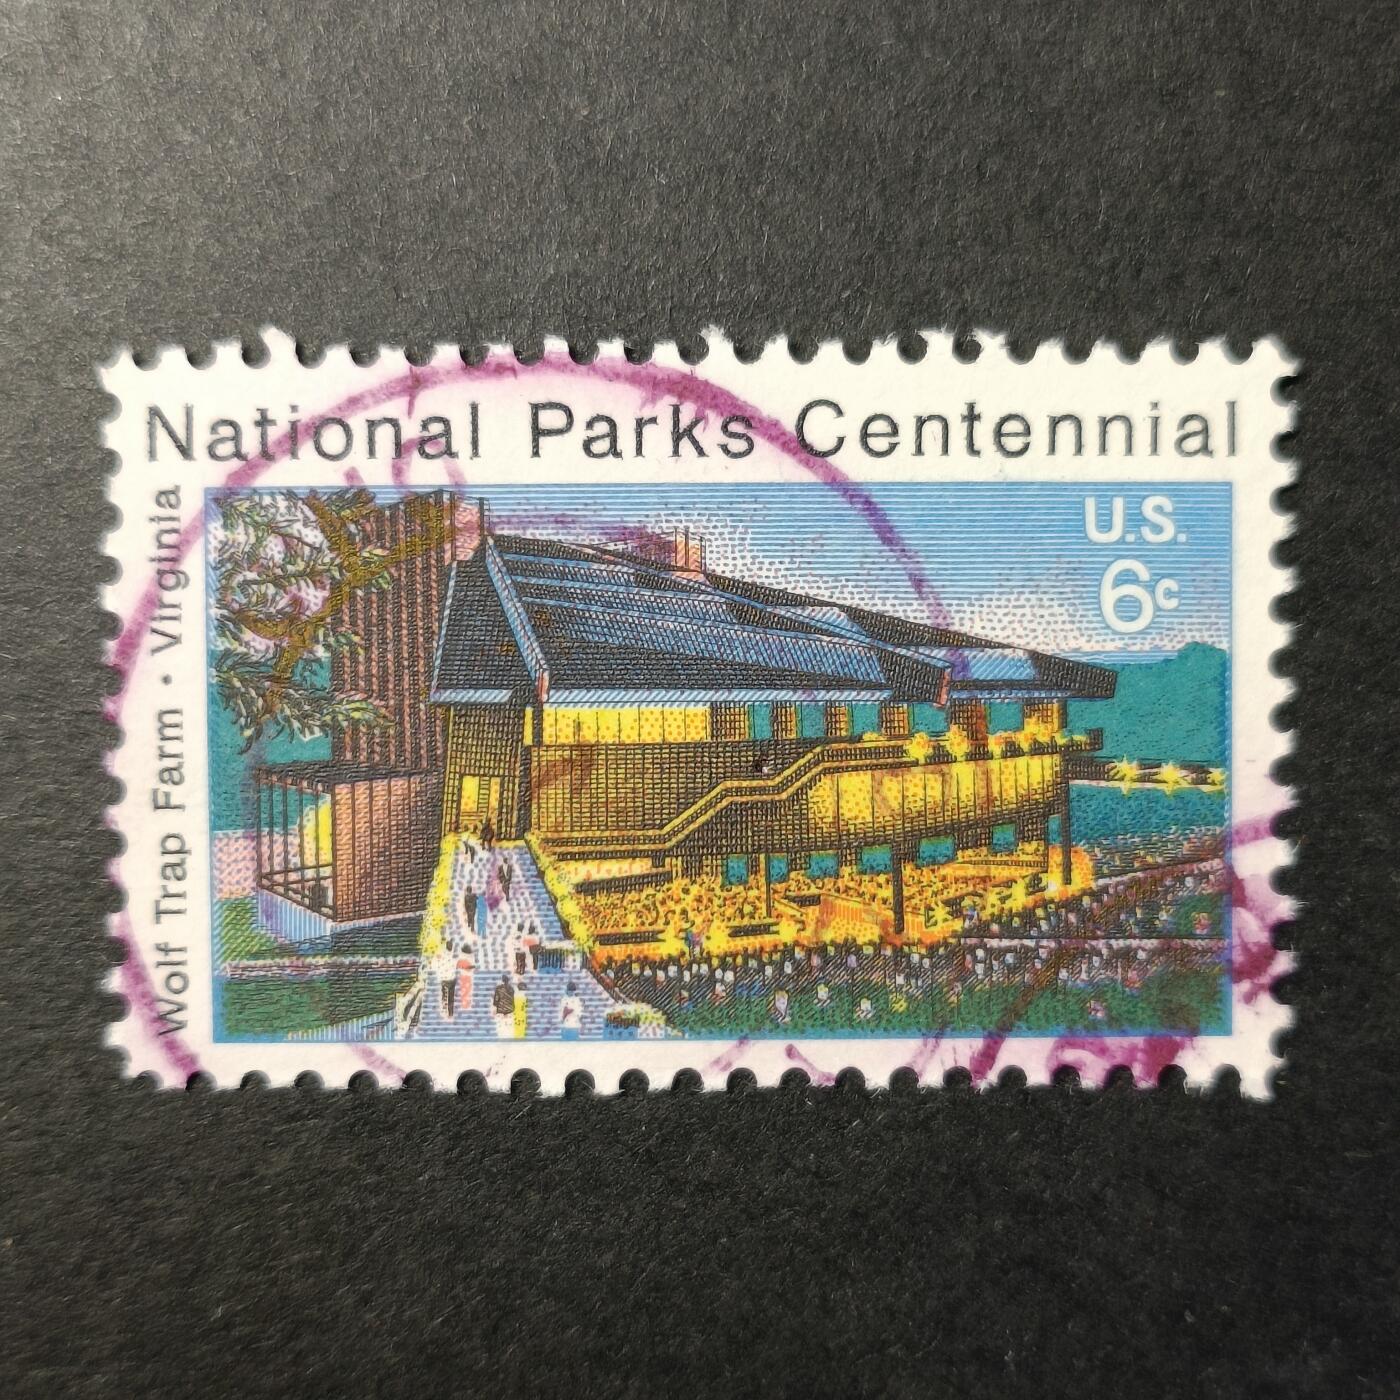 National Parks Centennial
Wolf Trap Farm · Virginia
U.S.
6c